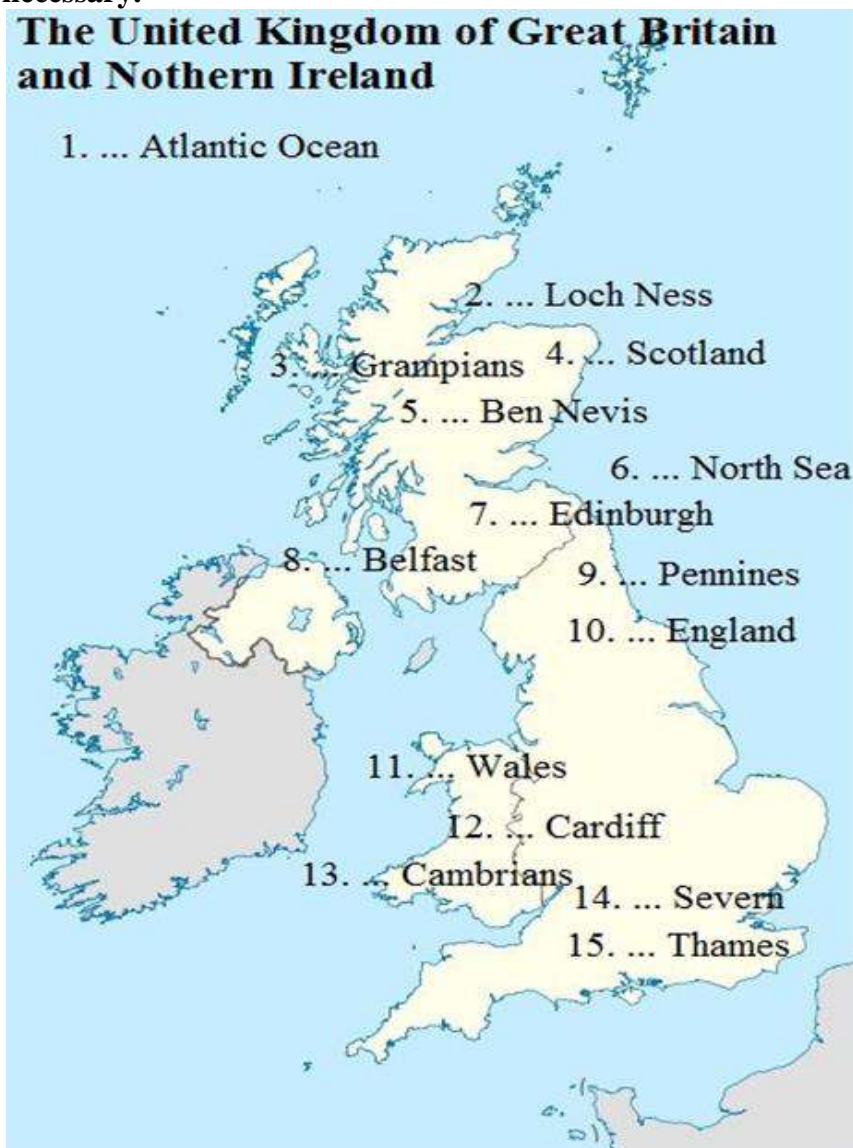 necessary.
The United Kingdom of Great Britain
and Nothern Ireland
1. ... Atlantic Ocean
2. ... Loch Ness
3. ... Grampians
4. ... Scotland
5. ... Ben Nevis
6. ... North Sea
7. ... Edinburgh
8. ... Belfast
9. ... Pennines
10. ... England
11. ... Wales
12. ... Cardiff
13. ... Cambrians
14. ... Severn
15. ... Thames